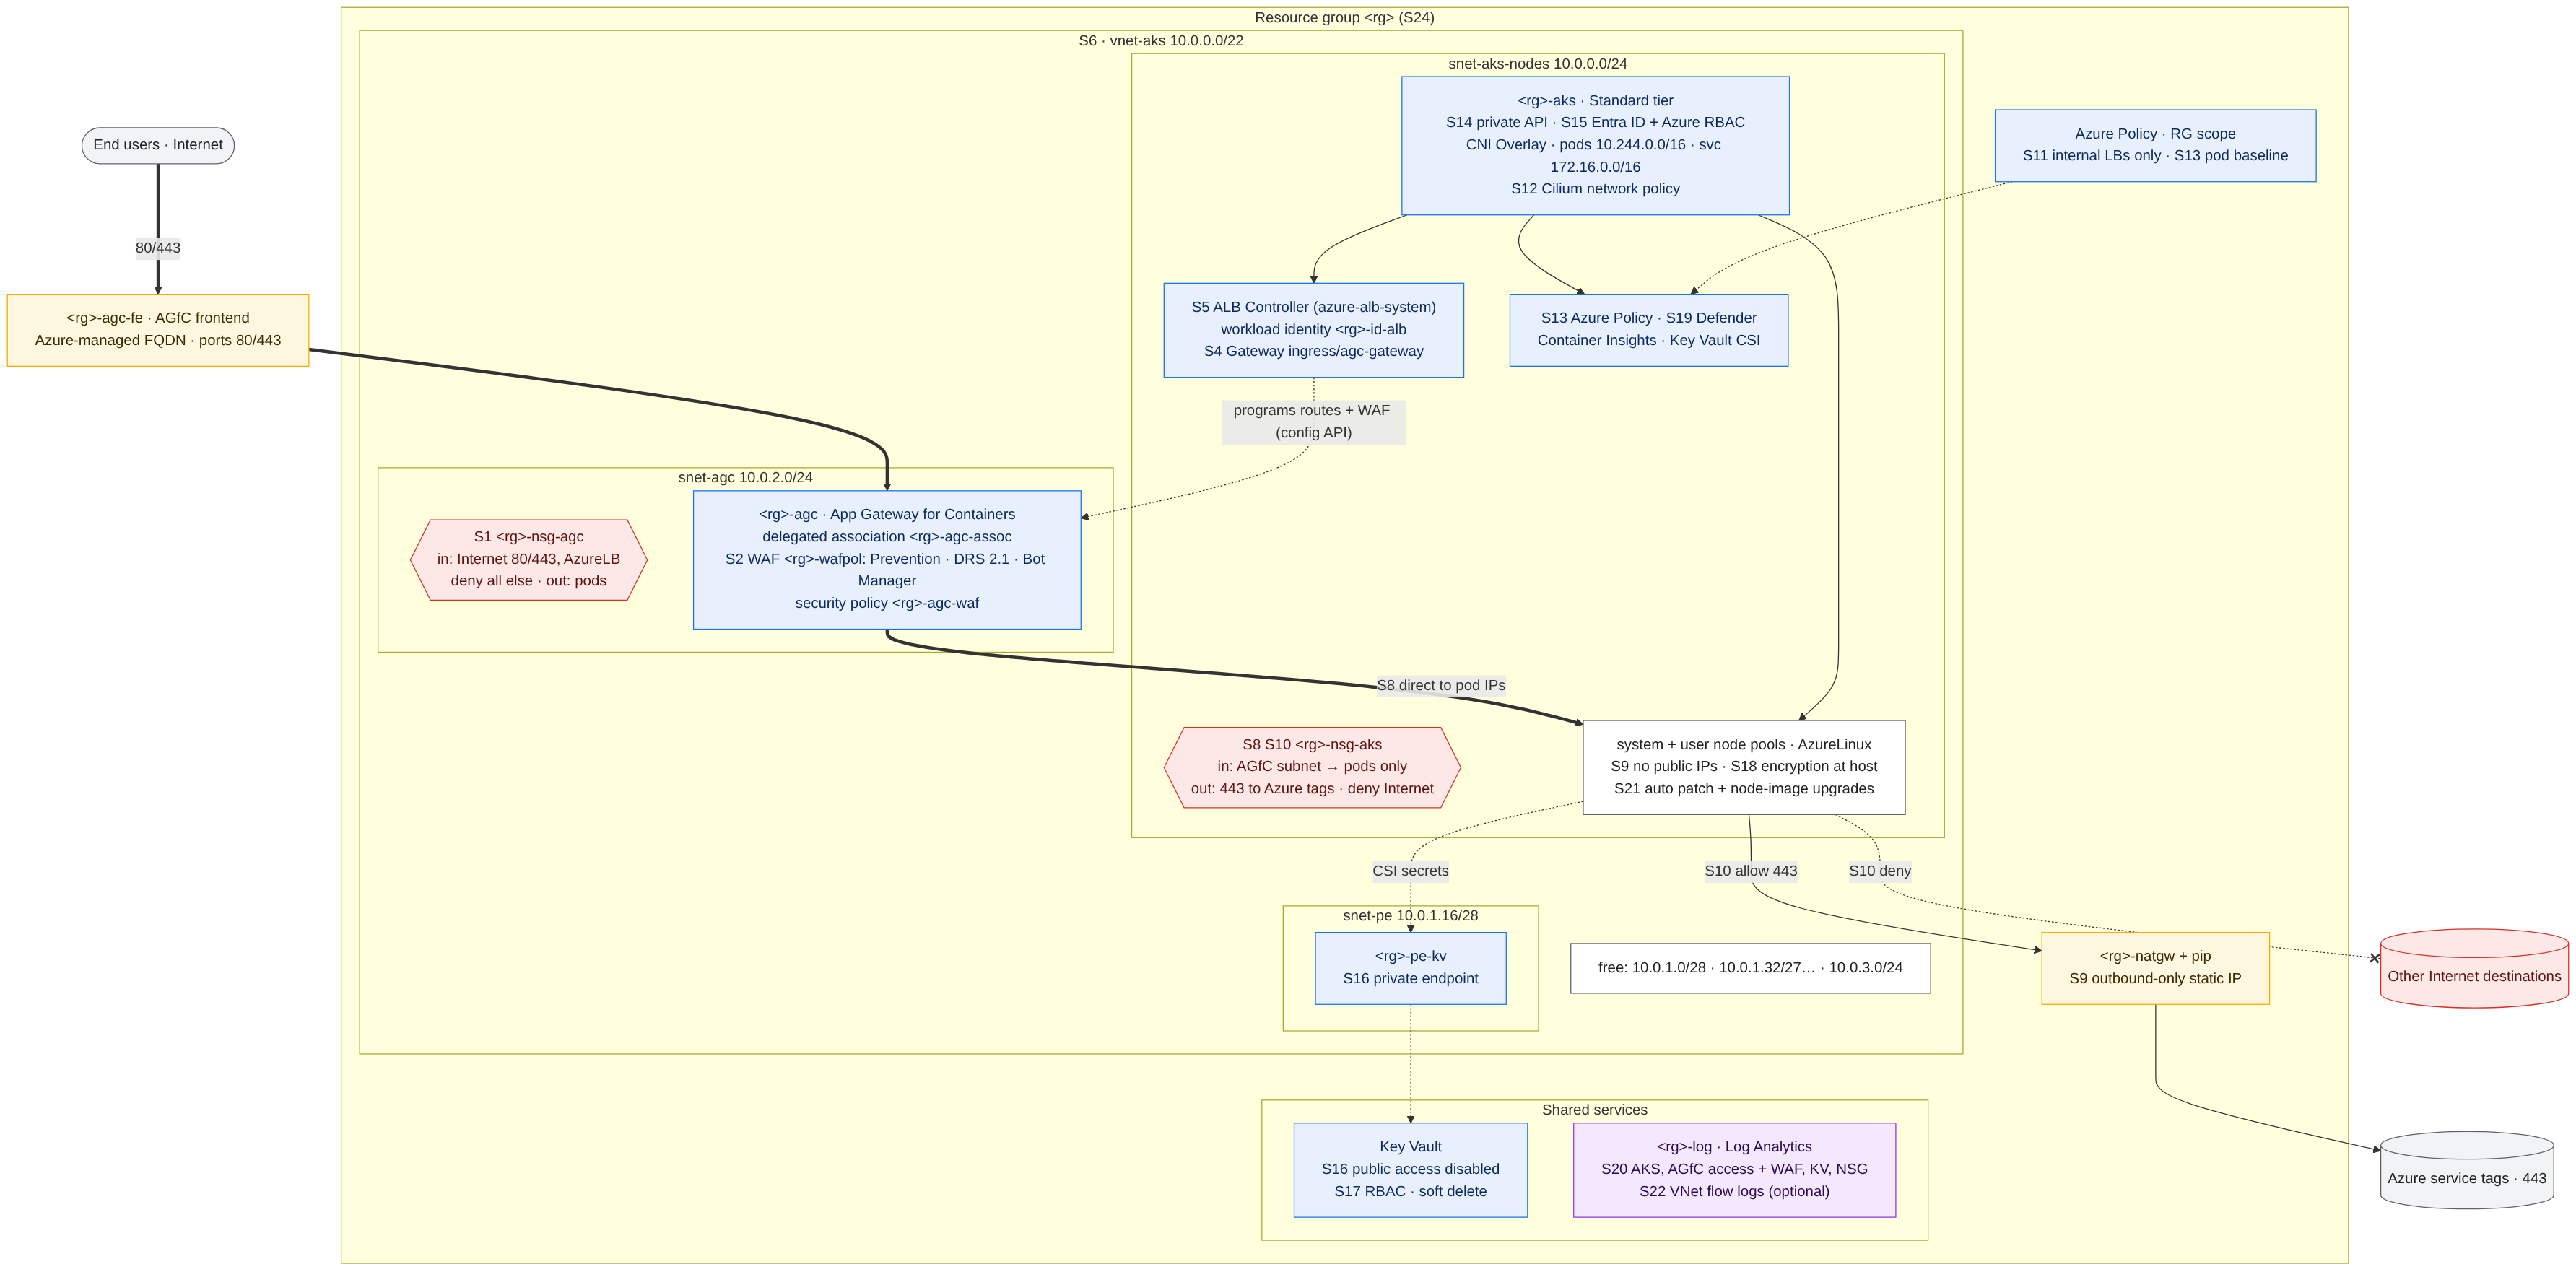 Resource group <rg> (S24)
S6 · vnet-aks 10.0.0.0/22
snet-aks-nodes 10.0.0.0/24
<rg>-aks · Standard tier
S14 private API · S15 Entra ID + Azure RBAC
CNI Overlay · pods 10.244.0.0/16 · svc
172.16.0.0/16
S12 Cilium network policy
Azure Policy · RG scope
S11 internal LBs only · S13 pod baseline
End users · Internet
80/443
<rg>-agc-fe · AGfC frontend
Azure-managed FQDN · ports 80/443
S5 ALB Controller (azure-alb-system)
workload identity <rg>-id-alb
S4 Gateway ingress/agc-gateway
S13 Azure Policy · S19 Defender
Container Insights · Key Vault CSI
programs routes + WAF
(config API)
snet-agc 10.0.2.0/24
S1 <rg>-nsg-agc
in: Internet 80/443, AzureLB
deny all else · out: pods
<rg>-agc · App Gateway for Containers
delegated association <rg>-agc-assoc
S2 WAF <rg>-wafpol: Prevention · DRS 2.1 · Bot
Manager
security policy <rg>-agc-waf
S8 direct to pod IPs
S8 S10 <rg>-nsg-aks
in: AGfC subnet → pods only
out: 443 to Azure tags · deny Internet
system + user node pools · AzureLinux
S9 no public IPs · S18 encryption at host
S21 auto patch + node-image upgrades
CSI secrets
S10 allow 443
S10 deny
snet-pe 10.0.1.16/28
<rg>-pe-kv
S16 private endpoint
free: 10.0.1.0/28 · 10.0.1.32/27… · 10.0.3.0/24
<rg>-natgw + pip
S9 outbound-only static IP
Other Internet destinations
Shared services
Key Vault
S16 public access disabled
S17 RBAC · soft delete
<rg>-log · Log Analytics
S20 AKS, AGfC access + WAF, KV, NSG
S22 VNet flow logs (optional)
Azure service tags · 443